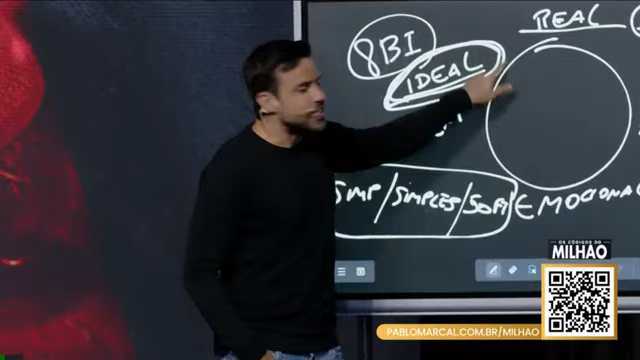 REAL
8BI
IDEAL
SMP/SIMPLES/SOFI
EMOCIONA
OS CÓDIGOS DO
MILHÃO
PABLOMARCAL.COM.BR/MILHAO